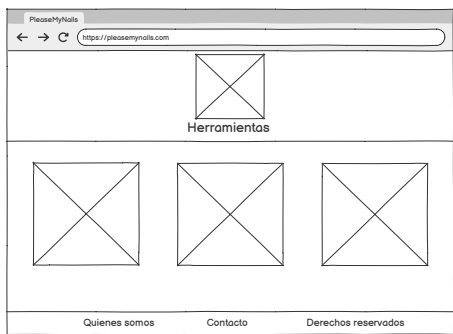 PleaseMyNails
https://pleasemynails.com
Herramientas
Quienes somos
Contacto
Derechos reservados